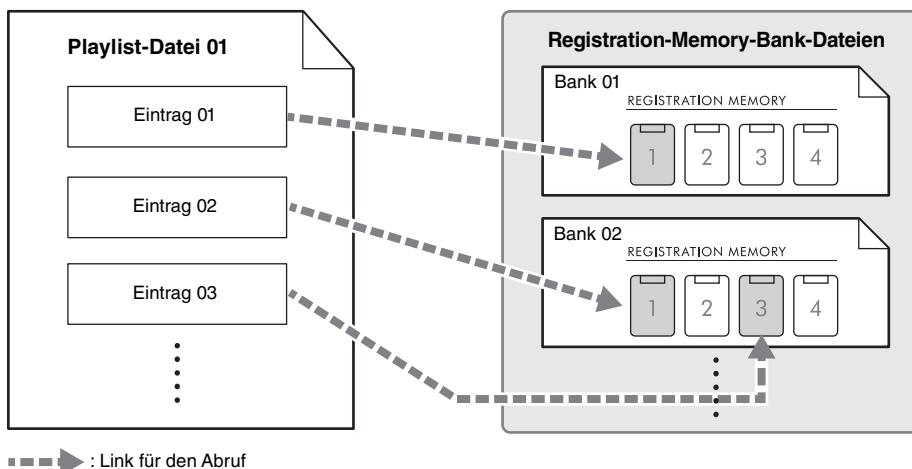 Playlist-Datei 01
Eintrag 01
Eintrag 02
Eintrag 03
Registration-Memory-Bank-Dateien
Bank 01
REGISTRATION MEMORY
1 2 3 4
Bank 02
REGISTRATION MEMORY
1 2 3 4
: Link für den Abruf